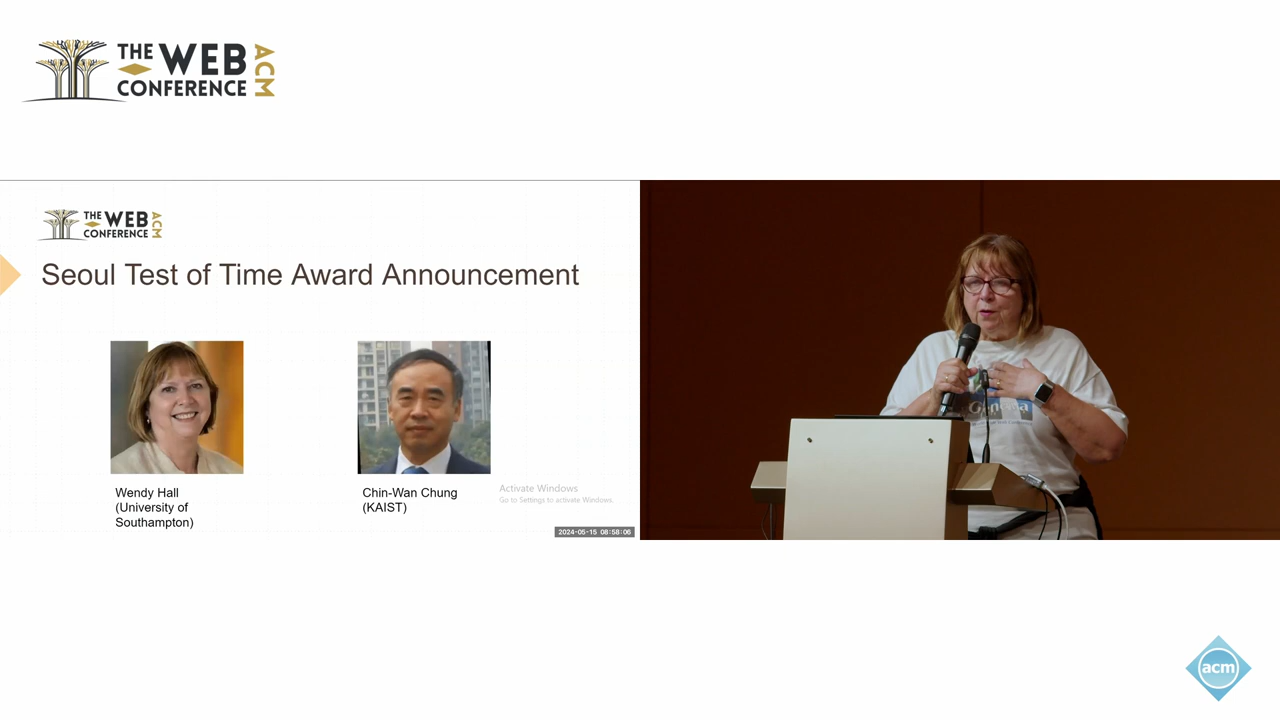 THE WEB
CONFERENCE
ACM
THE WEB
CONFERENCE
ACM
Seoul Test of Time Award Announcement
Wendy Hall
(University of
Southampton)
Chin-Wan Chung
(KAIST)
Activate Windows
Go to Settings to activate Windows.
2024-05-15 08:58:06
Geneva
acm